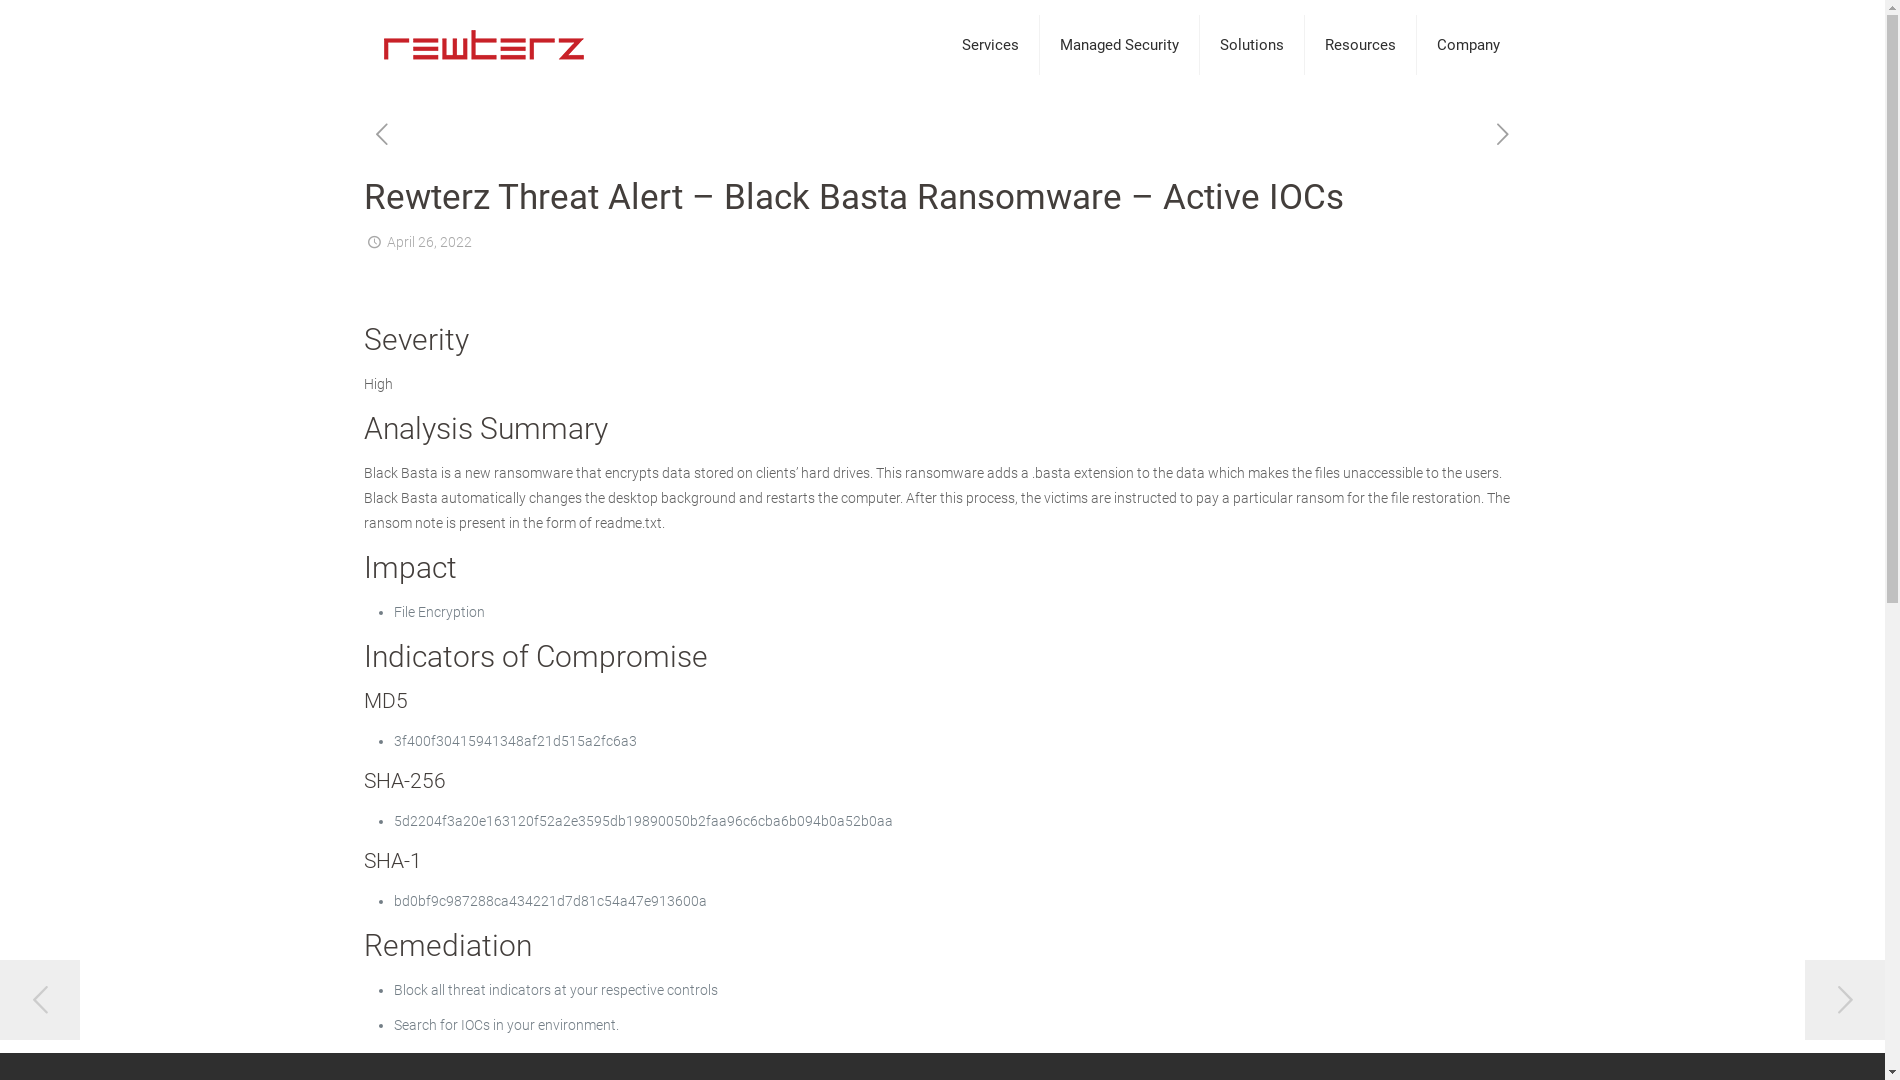 rewterz
Services
Managed Security
Solutions
Resources
Company
Rewterz Threat Alert – Black Basta Ransomware – Active IOCs
April 26, 2022
Severity
High
Analysis Summary
Black Basta is a new ransomware that encrypts data stored on clients’ hard drives. This ransomware adds a .basta extension to the data which makes the files unaccessible to the users.
Black Basta automatically changes the desktop background and restarts the computer. After this process, the victims are instructed to pay a particular ransom for the file restoration. The
ransom note is present in the form of readme.txt.
Impact
• File Encryption
Indicators of Compromise
MD5
• 3f400f30415941348af21d515a2fc6a3
SHA-256
• 5d2204f3a20e163120f52a2e3595db19890050b2faa96c6cba6b094b0a52b0aa
SHA-1
• bd0bf9c987288ca434221d7d81c54a47e913600a
Remediation
• Block all threat indicators at your respective controls
• Search for IOCs in your environment.